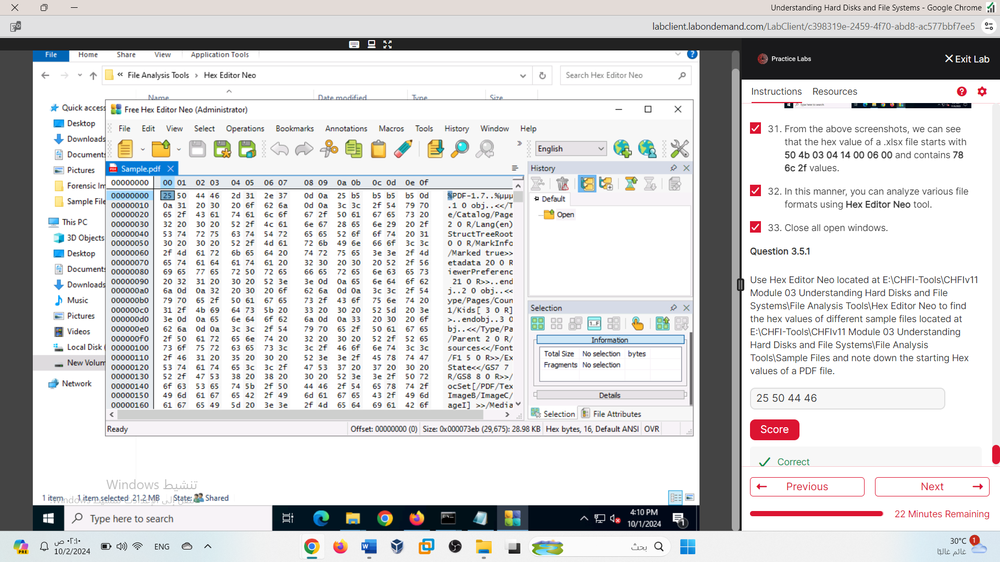 Understanding Hard Disks and File Systems - Google Chrome
labclient.labondemand.com/LabClient/c398319e-2459-4f70-abd8-ac577bbf7ee5
File Home Share View Application Tools
« File Analysis Tools › Hex Editor Neo
Search Hex Editor Neo
Name Date modified Type Size
Quick access
Desktop
Downloads
Documents
Pictures
Forensic Im
Sample File
This PC
3D Objects
Desktop
Documents
Downloads
Music
Pictures
Videos
Local Disk (
New Volum
Network
Free Hex Editor Neo (Administrator)
File Edit View Select Operations Bookmarks Annotations Macros Tools History Window Help
English
Sample.pdf
00000000 00 01 02 03 04 05 06 07 08 09 0a 0b 0c 0d 0e 0f
00000000 25 50 44 46 2d 31 2e 37 0d 0a 25 b5 b5 b5 b5 0d %PDF-1.7..%µµµ
00000010 0a 31 20 30 20 6f 62 6a 0d 0a 3c 3c 2f 54 79 70 .1 0 obj..<</T
00000020 65 2f 43 61 74 61 6c 6f 67 2f 50 61 67 65 73 20 e/Catalog/Page
00000030 32 20 30 20 52 2f 4c 61 6e 67 28 65 6e 29 20 2f 2 0 R/Lang(en)
00000040 53 74 72 75 63 74 54 72 65 65 52 6f 6f 74 20 31 StructTreeRoot
00000050 30 20 30 20 52 2f 4d 61 72 6b 49 6e 66 6f 3c 3c 0 0 R/MarkInfo
00000060 2f 4d 61 72 6b 65 64 20 74 72 75 65 3e 3e 2f 4d /Marked true>>
00000070 65 74 61 64 61 74 61 20 32 30 20 30 20 52 2f 56 etadata 20 0 R
00000080 69 65 77 65 72 50 72 65 66 65 72 65 6e 63 65 73 iewerPreferenc
00000090 20 32 31 20 30 20 52 3e 3e 0d 0a 65 6e 64 6f 62 21 0 R>>..end
000000a0 6a 0d 0a 32 20 30 20 6f 62 6a 0d 0a 3c 3c 2f 54 j..2 0 obj..<<
000000b0 79 70 65 2f 50 61 67 65 73 2f 43 6f 75 6e 74 20 ype/Pages/Coun
000000c0 31 2f 4b 69 64 73 5b 20 33 20 30 20 52 5d 20 3e 1/Kids[ 3 0 R]
000000d0 3e 0d 0a 65 6e 64 6f 62 6a 0d 0a 33 20 30 20 6f >..endobj..3 0
000000e0 62 6a 0d 0a 3c 3c 2f 54 79 70 65 2f 50 61 67 65 bj..<</Type/Pa
000000f0 2f 50 61 72 65 6e 74 20 32 20 30 20 52 2f 52 65 /Parent 2 0 R/
00000100 73 6f 75 72 63 65 73 3c 3c 2f 46 6f 6e 74 3c 3c sources<</Font
00000110 2f 46 31 20 35 20 30 20 52 3e 3e 2f 45 78 74 47 /F1 5 0 R>>/Ex
00000120 53 74 61 74 65 3c 3c 2f 47 53 37 20 37 20 30 20 State<</GS7 7
00000130 52 2f 47 53 38 20 38 20 30 20 52 3e 3e 2f 50 72 R/GS8 8 0 R>>/
00000140 6f 63 53 65 74 5b 2f 50 44 46 2f 54 65 78 74 2f ocSet[/PDF/Tex
00000150 49 6d 61 67 65 42 2f 49 6d 61 67 65 43 2f 49 6d ImageB/ImageC/
00000160 61 67 65 49 5d 20 3e 3e 2f 4d 65 64 69 61 42 6f ageI] >>/Media
History
Default
Open
Selection
1..F
Information
Total Size No selection bytes
Fragments No selection
Details
Selection File Attributes
Ready Offset: 00000000 (0) Size: 0x000073eb (29,675): 28.98 KB Hex bytes, 16, Default ANSI OVR
تنشيط Windows
1 item 1 item selected 21.2 MB State: Shared
Type here to search
4:10 PM
10/1/2024
1
Practice Labs
Exit Lab
Instructions Resources
31. From the above screenshots, we can see
that the hex value of a .xlsx file starts with
50 4b 03 04 14 00 06 00 and contains 78
6c 2f values.
32. In this manner, you can analyze various file
formats using Hex Editor Neo tool.
33. Close all open windows.
Question 3.5.1
Use Hex Editor Neo located at E:\CHFI-Tools\CHFIv11
Module 03 Understanding Hard Disks and File
Systems\File Analysis Tools\Hex Editor Neo to find
the hex values of different sample files located at
E:\CHFI-Tools\CHFIv11 Module 03 Understanding
Hard Disks and File Systems\File Analysis
Tools\Sample Files and note down the starting Hex
values of a PDF file.
25 50 44 46
Score
Correct
Previous Next
22 Minutes Remaining
PRE
٠٢:١٠ ص
10/2/2024
ENG
بحث
30°C
غائم غالبًا
1